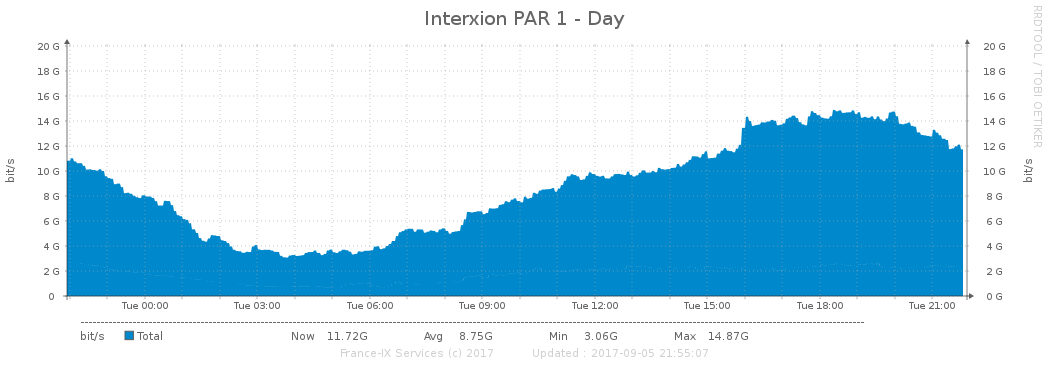 Interxion PAR 1 - Day
RRDTOOL / TOBI OETIKER
bit/s
bit/s
20 G 20 G
18 G 18 G
16 G 16 G
14 G 14 G
12 G 12 G
10 G 10 G
8 G 8 G
6 G 6 G
4 G 4 G
2 G 2 G
0 0 G
Tue 00:00 Tue 03:00 Tue 06:00 Tue 09:00 Tue 12:00 Tue 15:00 Tue 18:00 Tue 21:00
bit/s Total Now 11.72G Avg 8.75G Min 3.06G Max 14.87G
France-IX Services (c) 2017 Updated : 2017-09-05 21:55:07